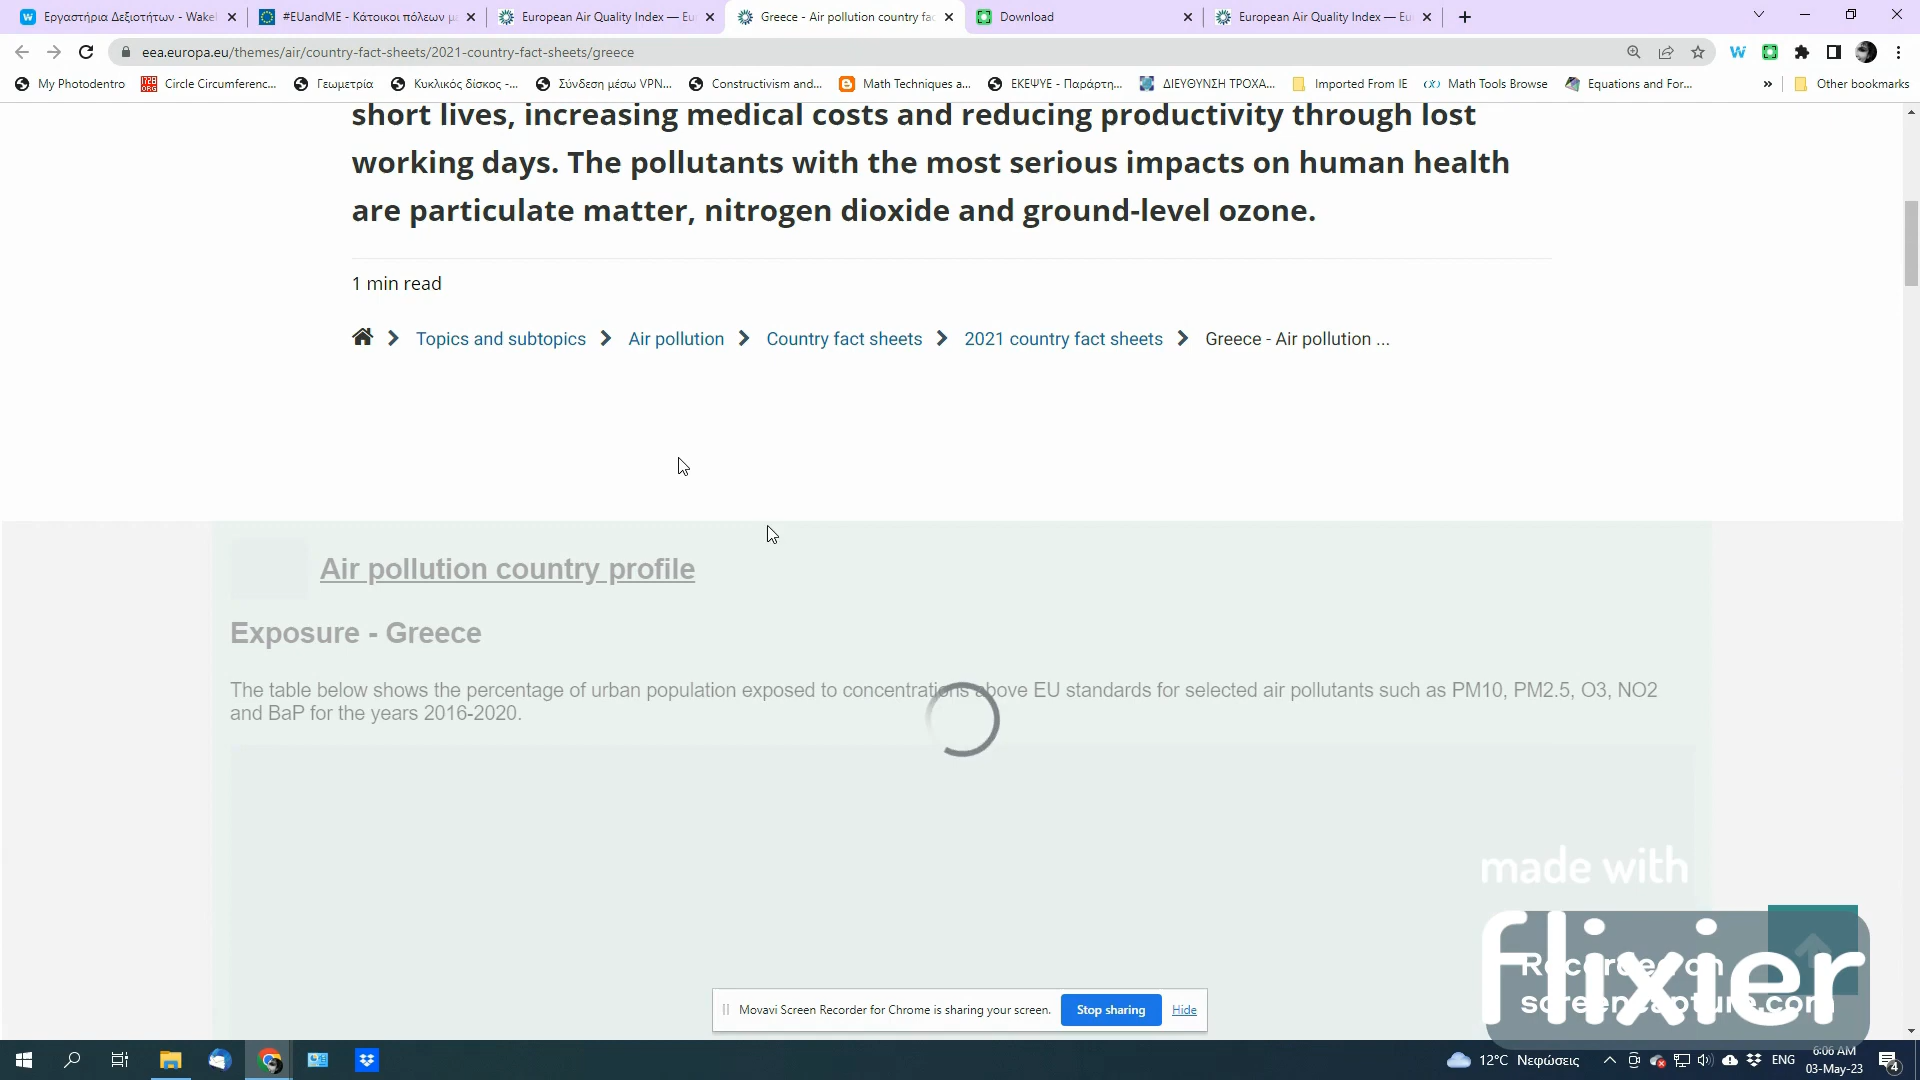 Εργαστήρια Δεξιοτήτων - Wakel
#EUandME - Κάτοικοι πόλεων μ
European Air Quality Index — Eu
Greece - Air pollution country fac
Download
European Air Quality Index — Eu
eea.europa.eu/themes/air/country-fact-sheets/2021-country-fact-sheets/greece
My Photodentro
Circle Circumferenc...
Γεωμετρία
Κυκλικός δίσκος -...
Σύνδεση μέσω VPN...
Constructivism and...
Math Techniques a...
ΕΚΕΨΥΕ - Παράρτη...
ΔΙΕΥΘΥΝΣΗ ΤΡΟΧΑ...
Imported From IE
Math Tools Browse
Equations and For...
»
Other bookmarks
short lives, increasing medical costs and reducing productivity through lost
working days. The pollutants with the most serious impacts on human health
are particulate matter, nitrogen dioxide and ground-level ozone.
1 min read
Topics and subtopics
Air pollution
Country fact sheets
2021 country fact sheets
Greece - Air pollution ...
Air pollution country profile
Exposure - Greece
The table below shows the percentage of urban population exposed to concentrations above EU standards for selected air pollutants such as PM10, PM2.5, O3, NO2
and BaP for the years 2016-2020.
made with
flixier
Recorded on
screencapture.com
Movavi Screen Recorder for Chrome is sharing your screen.
Stop sharing
Hide
12°C Νεφώσεις
ENG
6:06 AM
03-May-23
4